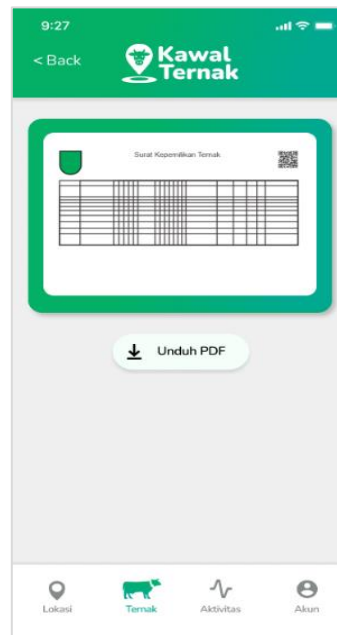 9:27
< Back
Kawal
Ternak
Surat Kepemilikan Ternak
Unduh PDF
Lokasi
Ternak
Aktivitas
Akun